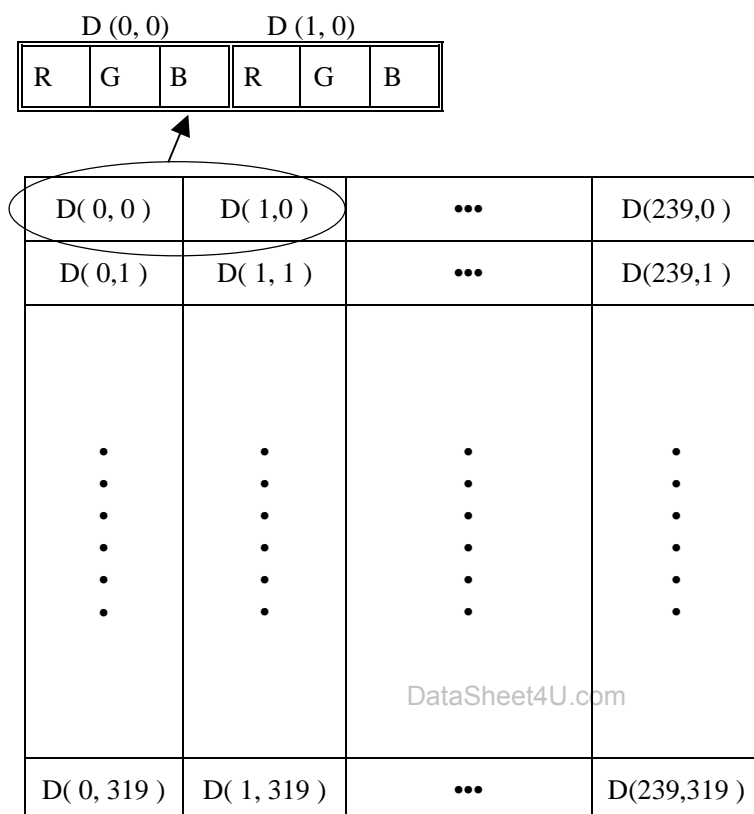 D (0, 0) D (1, 0)
R G B R G B
D( 0, 0 ) D( 1,0 ) ••• D(239,0 )
D( 0,1 ) D( 1, 1 ) ••• D(239,1 )
DataSheet4U.com
D( 0, 319 ) D( 1, 319 ) ••• D(239,319 )